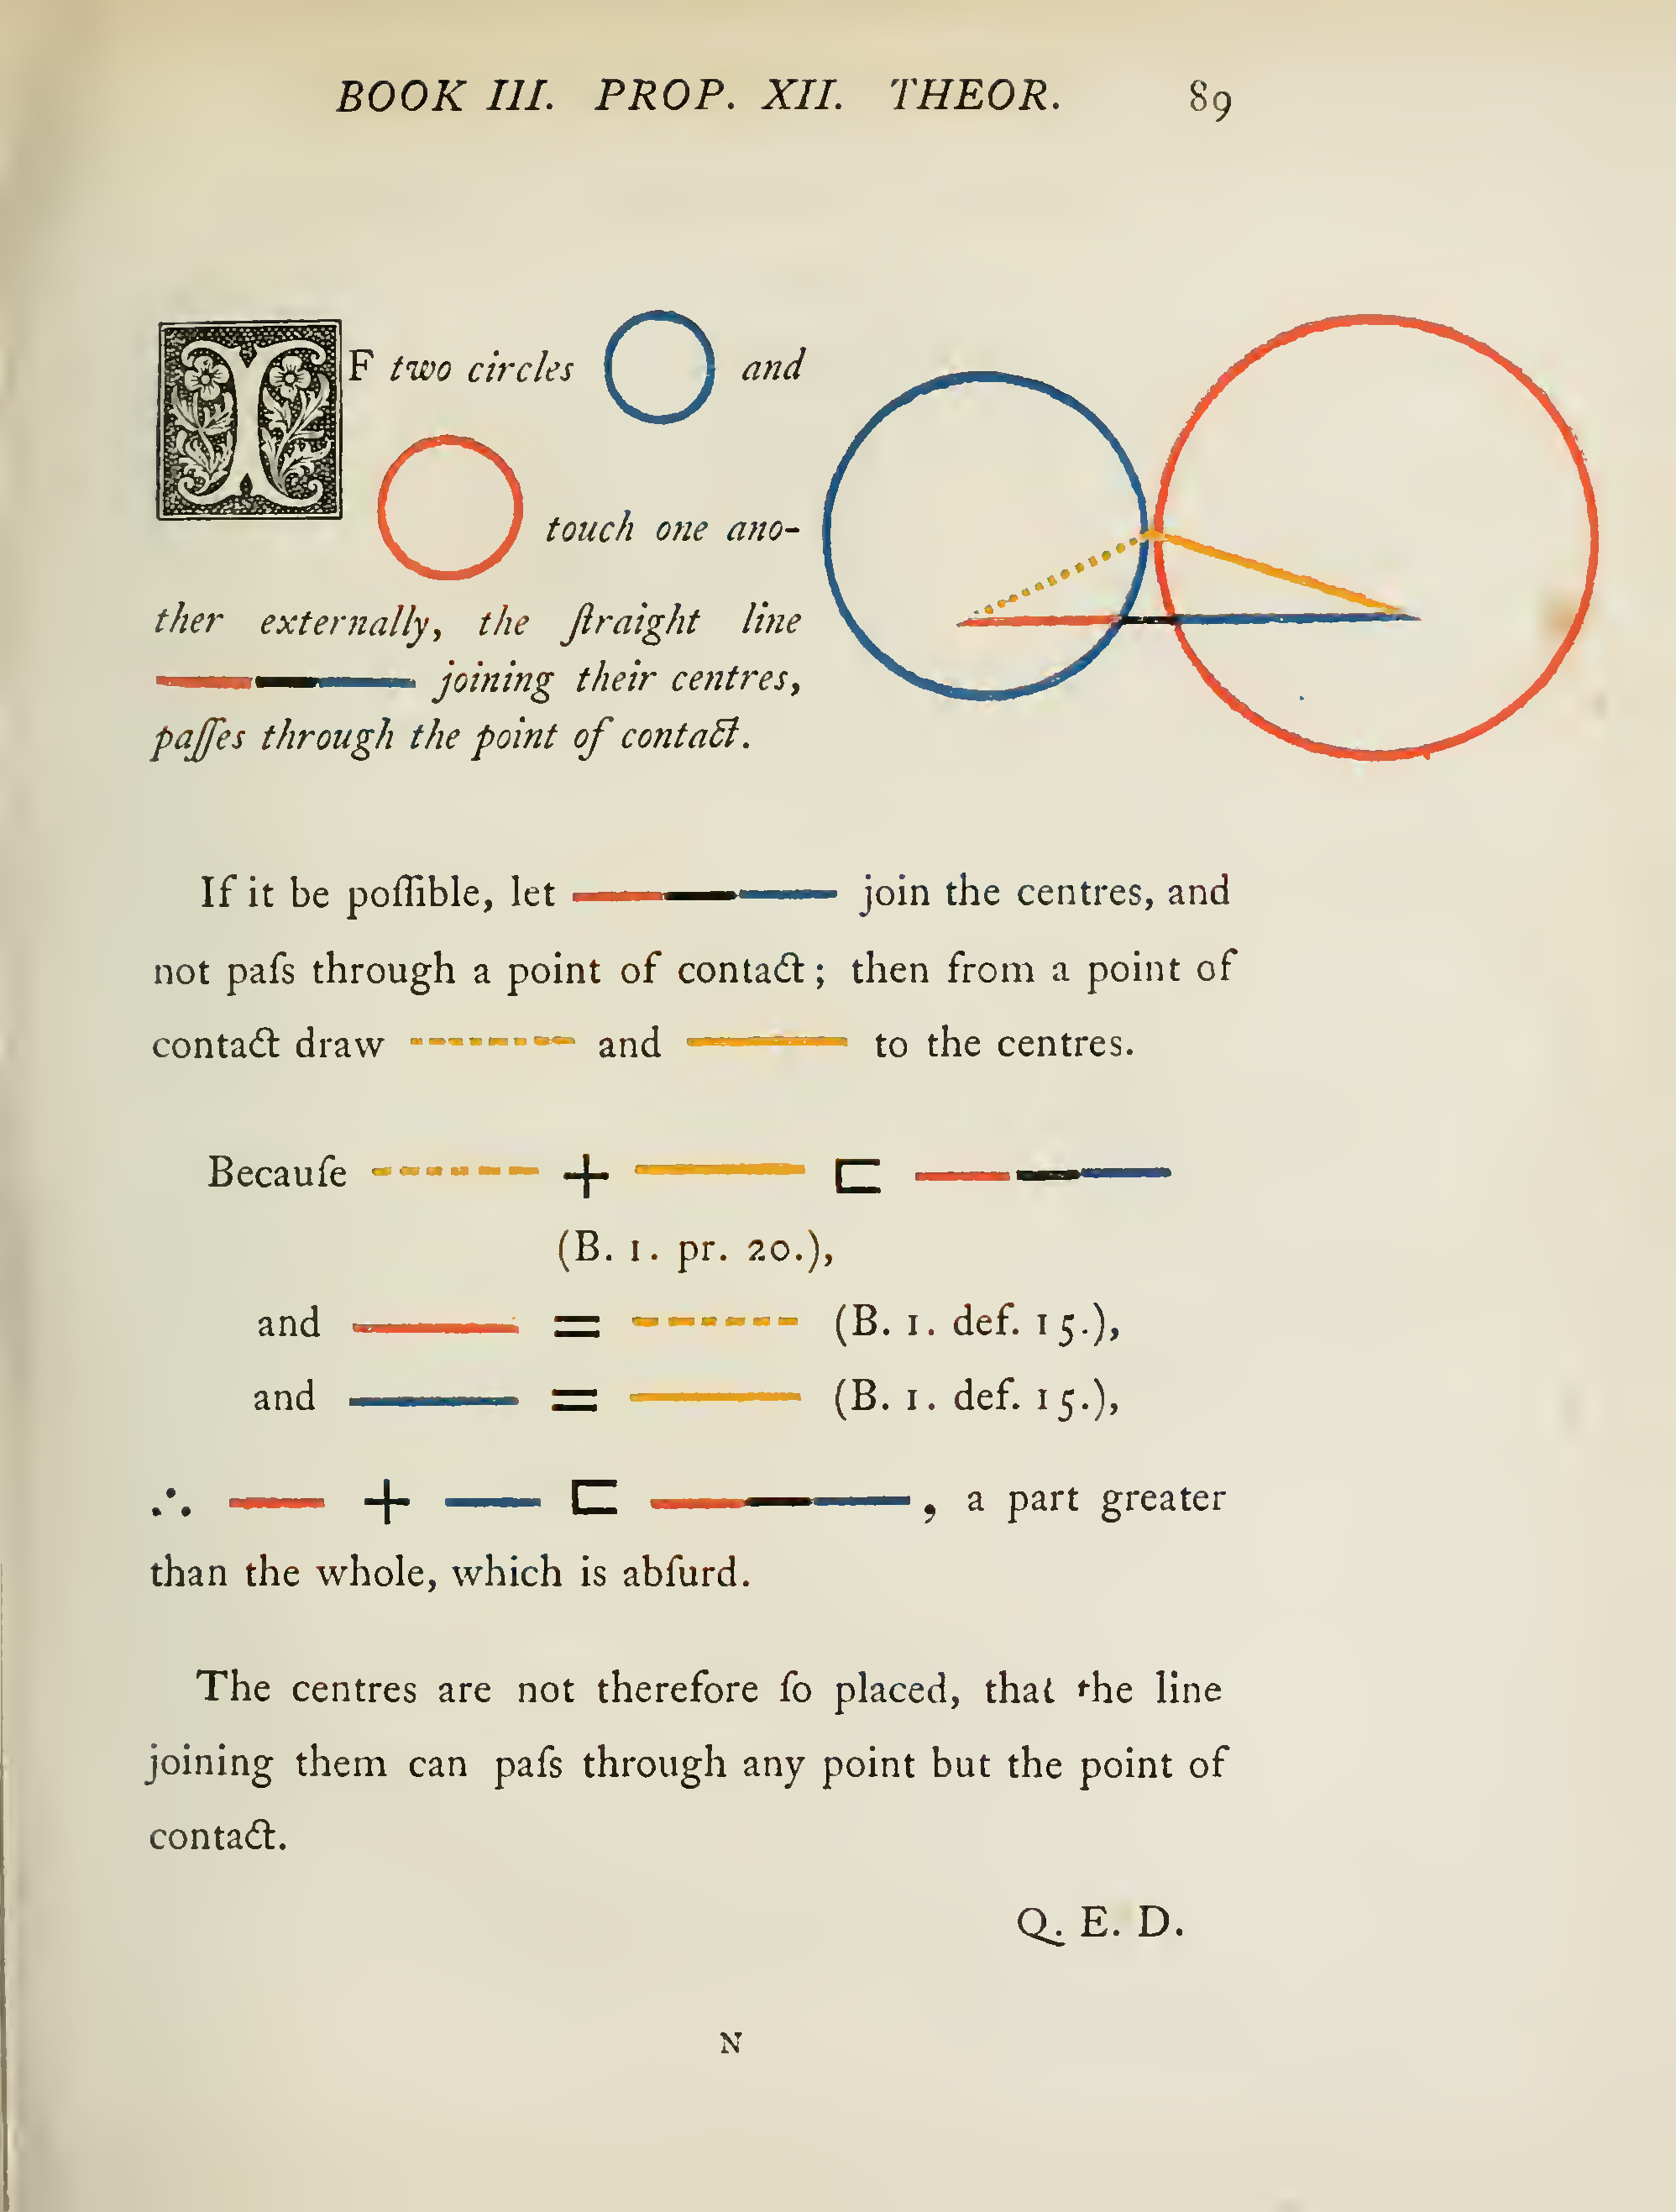 BOOK III. PROP. XII. THEOR. 89
IF two circles and
touch one ano-
ther externally, the ſtraight line
joining their centres,
paſſes through the point of contact.
If it be poſſible, let join the centres, and
not paſs through a point of contact; then from a point of
contact draw and to the centres.
Becauſe + ⊏
(B. 1. pr. 20.),
and = (B. 1. def. 15.),
and = (B. 1. def. 15.),
∴ + ⊏ , a part greater
than the whole, which is abſurd.
The centres are not therefore ſo placed, that the line
joining them can paſs through any point but the point of
contact.
Q. E. D.
N